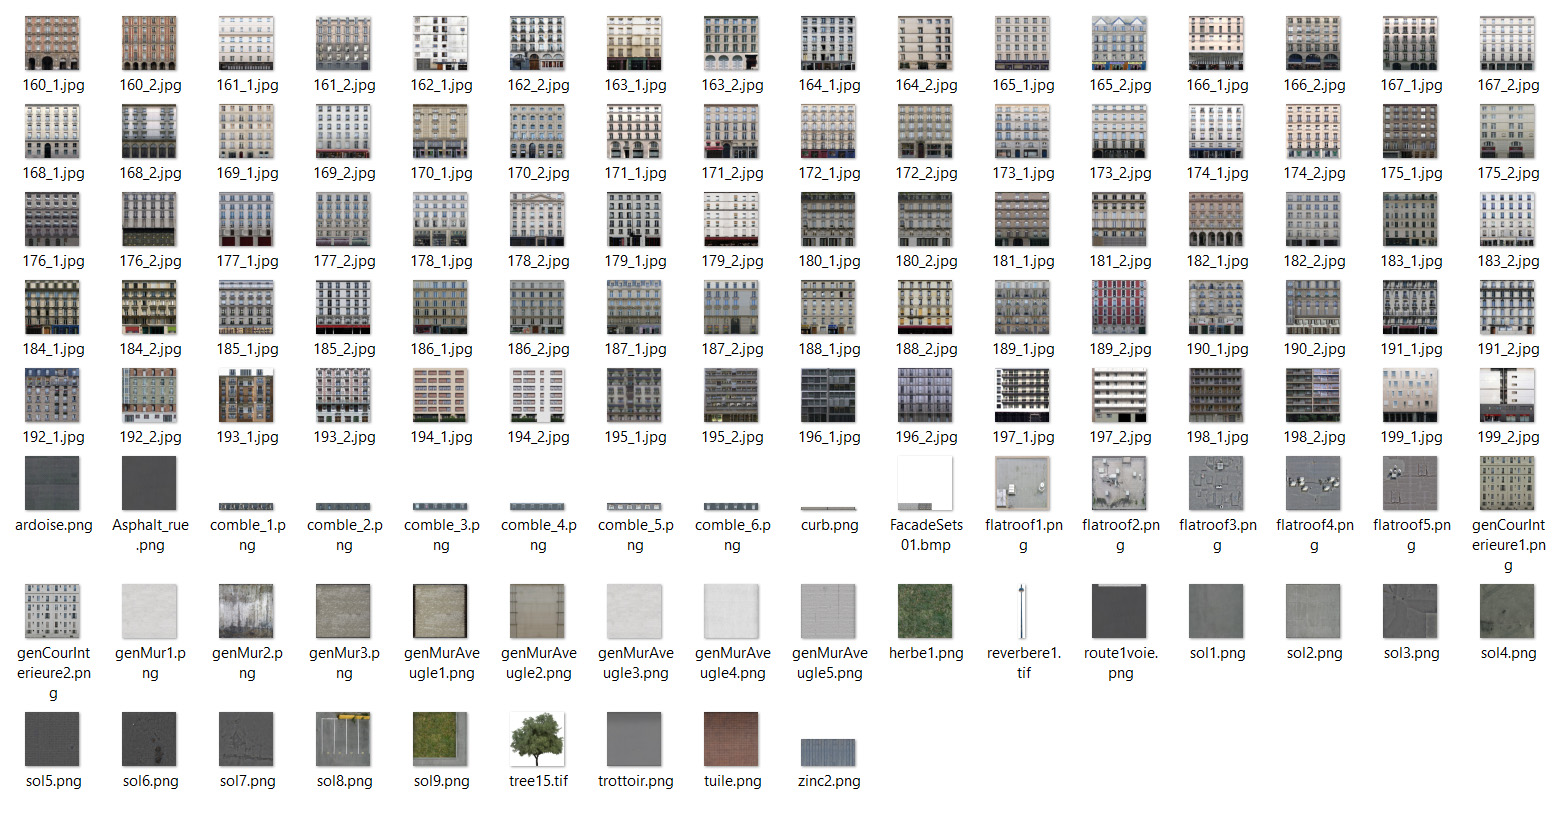 160_1.jpg 160_2.jpg 161_1.jpg 161_2.jpg 162_1.jpg 162_2.jpg 163_1.jpg 163_2.jpg 164_1.jpg 164_2.jpg 165_1.jpg 165_2.jpg 166_1.jpg 166_2.jpg 167_1.jpg 167_2.jpg
168_1.jpg 168_2.jpg 169_1.jpg 169_2.jpg 170_1.jpg 170_2.jpg 171_1.jpg 171_2.jpg 172_1.jpg 172_2.jpg 173_1.jpg 173_2.jpg 174_1.jpg 174_2.jpg 175_1.jpg 175_2.jpg
176_1.jpg 176_2.jpg 177_1.jpg 177_2.jpg 178_1.jpg 178_2.jpg 179_1.jpg 179_2.jpg 180_1.jpg 180_2.jpg 181_1.jpg 181_2.jpg 182_1.jpg 182_2.jpg 183_1.jpg 183_2.jpg
184_1.jpg 184_2.jpg 185_1.jpg 185_2.jpg 186_1.jpg 186_2.jpg 187_1.jpg 187_2.jpg 188_1.jpg 188_2.jpg 189_1.jpg 189_2.jpg 190_1.jpg 190_2.jpg 191_1.jpg 191_2.jpg
192_1.jpg 192_2.jpg 193_1.jpg 193_2.jpg 194_1.jpg 194_2.jpg 195_1.jpg 195_2.jpg 196_1.jpg 196_2.jpg 197_1.jpg 197_2.jpg 198_1.jpg 198_2.jpg 199_1.jpg 199_2.jpg
ardoise.png Asphalt_rue comble_1.p comble_2.p comble_3.p comble_4.p comble_5.p comble_6.p curb.png FacadeSets flatroof1.pn flatroof2.pn flatroof3.pn flatroof4.pn flatroof5.pn genCourInt
.png ng ng ng ng ng ng 01.bmp g g g g g erieure1.pn
g
genCourInt genMur1.p genMur2.p genMur3.p genMurAve genMurAve genMurAve genMurAve genMurAve herbe1.png reverbere1. route1voie. sol1.png sol2.png sol3.png sol4.png
erieure2.pn ng ng ng ugle1.png ugle2.png ugle3.png ugle4.png ugle5.png tif png
g
sol5.png sol6.png sol7.png sol8.png sol9.png tree15.tif trottoir.png tuile.png zinc2.png